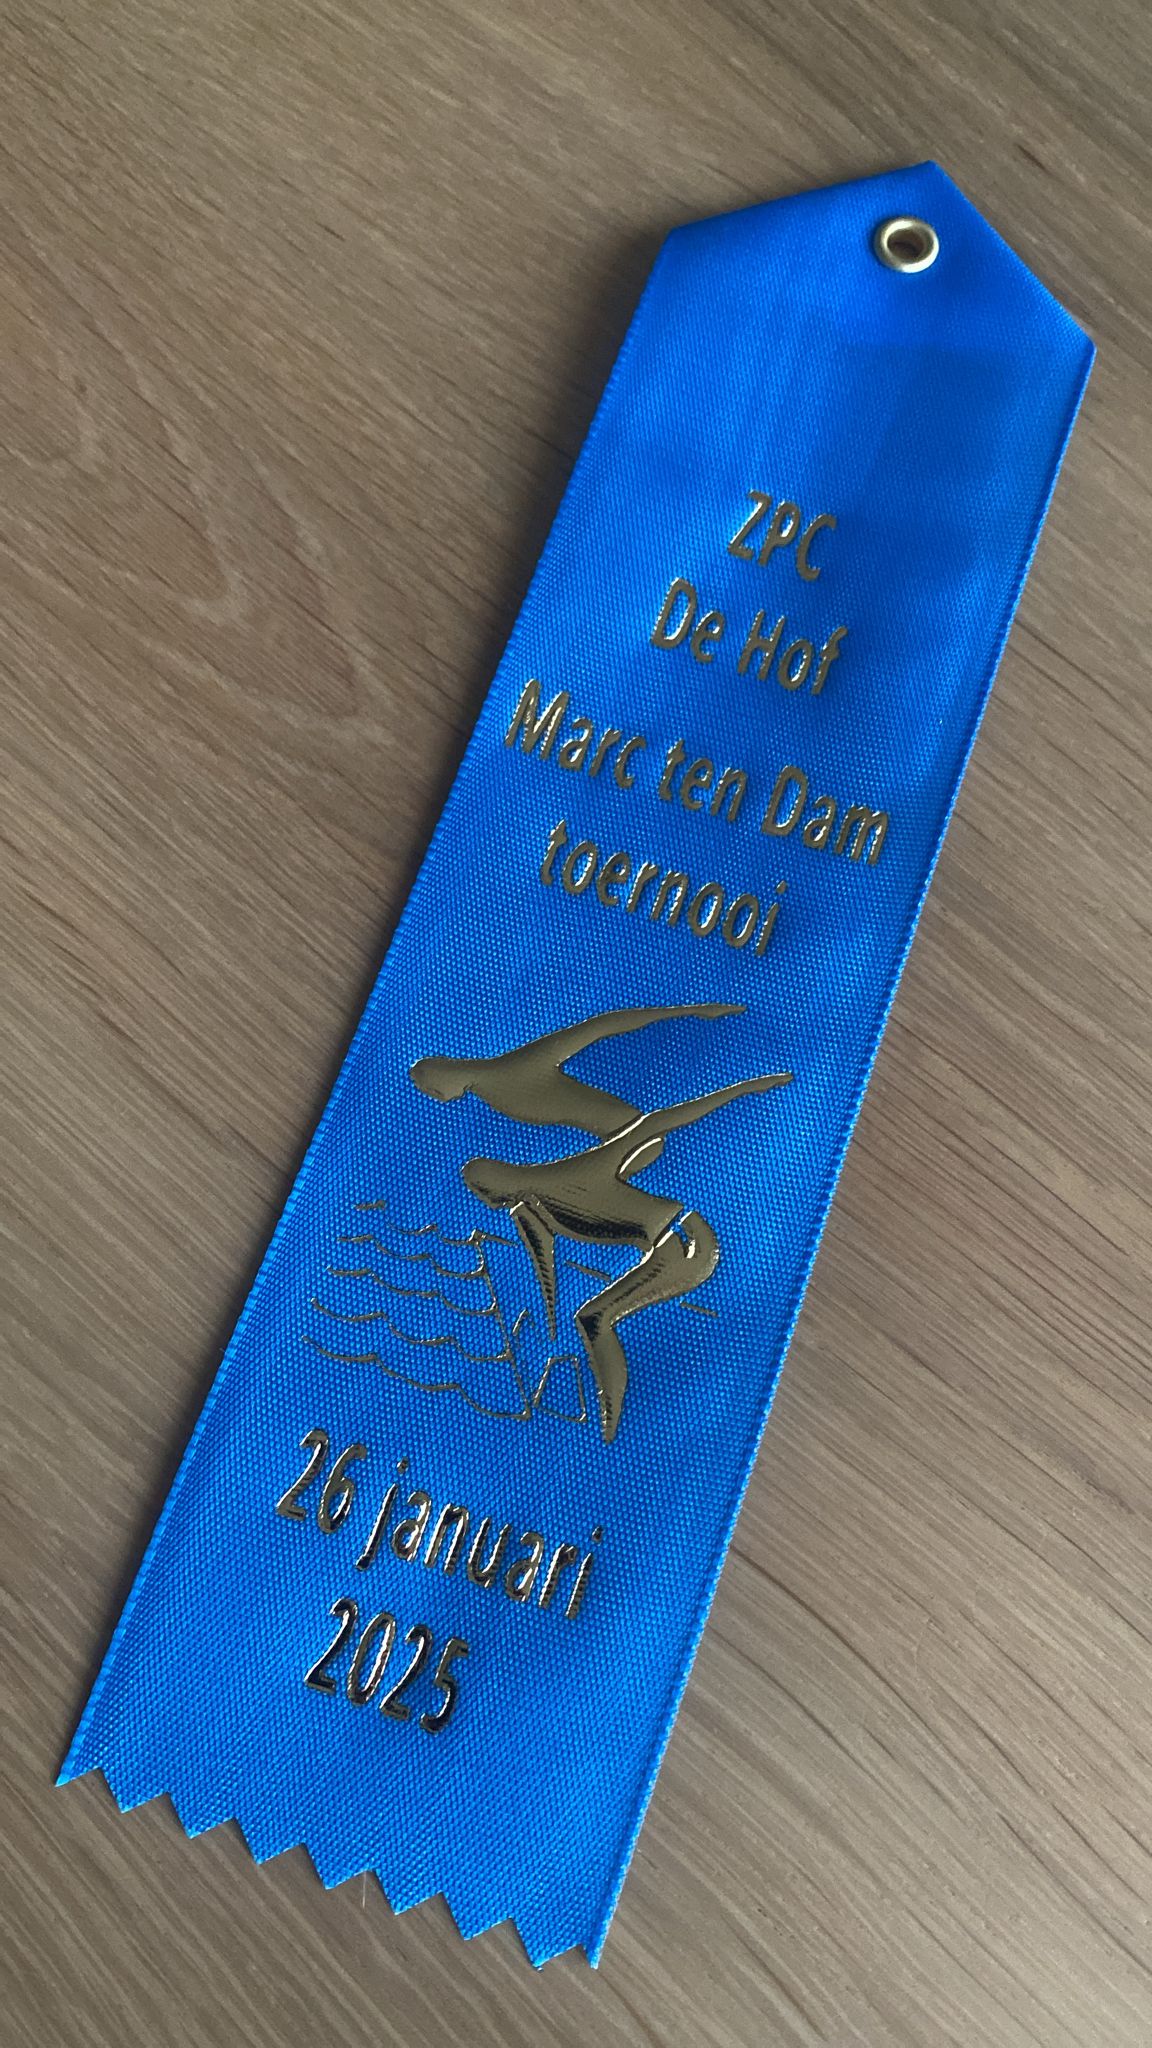 ZPC
De Hof
Marc ten Dam
toernooi
26 januari
2025